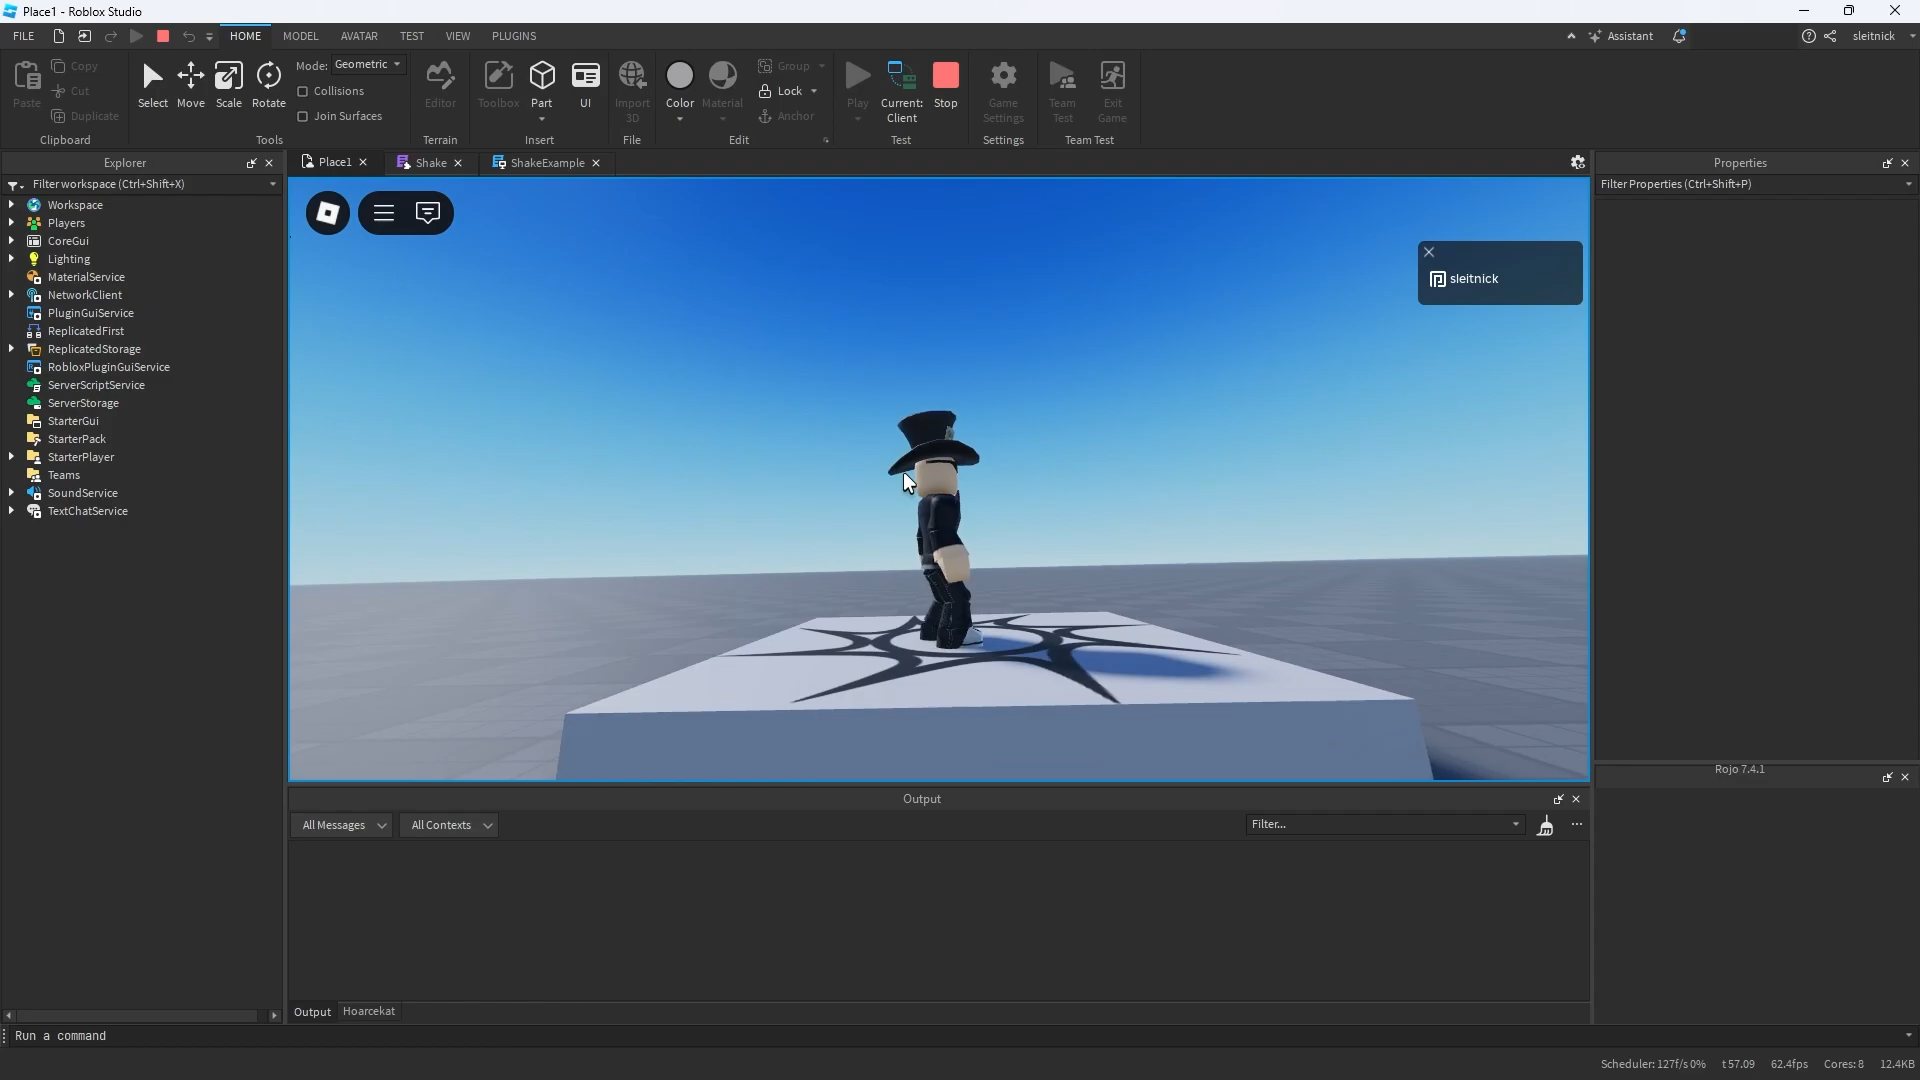 Place1 - Roblox Studio
FILE
HOME
MODEL
AVATAR
TEST
VIEW
PLUGINS
Assistant
sleitnick
Paste
Copy
Cut
Duplicate
Clipboard
Select
Move
Scale
Rotate
Mode: Geometric
Collisions
Join Surfaces
Tools
Editor
Terrain
Toolbox
Part
UI
Insert
Import
3D
File
Color
Material
Group
Lock
Anchor
Edit
Play
Current:
Client
Stop
Test
Game
Settings
Settings
Team
Test
Exit
Game
Team Test
Explorer
Filter workspace (Ctrl+Shift+X)
Workspace
Players
CoreGui
Lighting
MaterialService
NetworkClient
PluginGuiService
ReplicatedFirst
ReplicatedStorage
RobloxPluginGuiService
ServerScriptService
ServerStorage
StarterGui
StarterPack
StarterPlayer
Teams
SoundService
TextChatService
Place1
Shake
ShakeExample
sleitnick
Properties
Filter Properties (Ctrl+Shift+P)
Rojo 7.4.1
Output
All Messages
All Contexts
Filter...
Output
Hoarcekat
Run a command
Scheduler: 127f/s 0%
t 57.09
62.4fps
Cores: 8
12.4KB